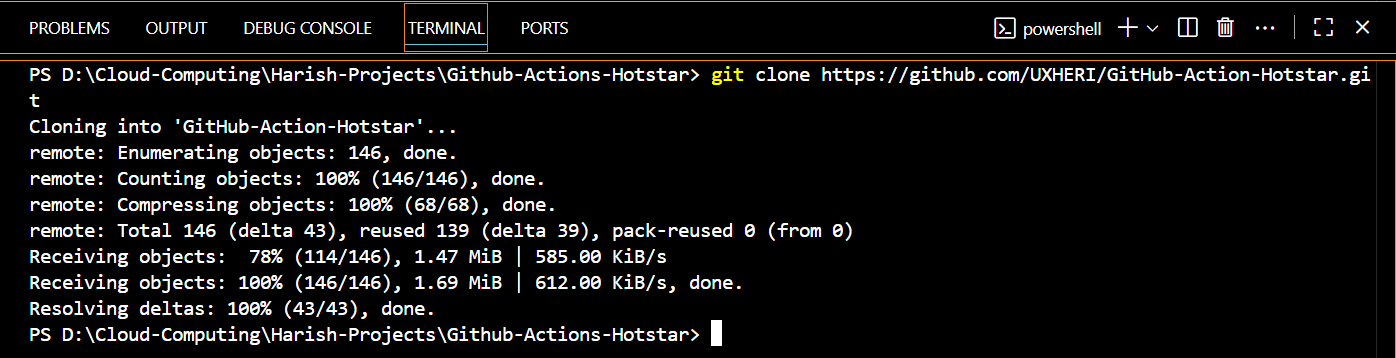 PROBLEMS OUTPUT DEBUG CONSOLE TERMINAL PORTS powershell
PS D:\Cloud-Computing\Harish-Projects\Github-Actions-Hotstar> git clone https://github.com/UXHERI/GitHub-Action-Hotstar.gi
t
Cloning into 'GitHub-Action-Hotstar'...
remote: Enumerating objects: 146, done.
remote: Counting objects: 100% (146/146), done.
remote: Compressing objects: 100% (68/68), done.
remote: Total 146 (delta 43), reused 139 (delta 39), pack-reused 0 (from 0)
Receiving objects:  78% (114/146), 1.47 MiB | 585.00 KiB/s
Receiving objects: 100% (146/146), 1.69 MiB | 612.00 KiB/s, done.
Resolving deltas: 100% (43/43), done.
PS D:\Cloud-Computing\Harish-Projects\Github-Actions-Hotstar>